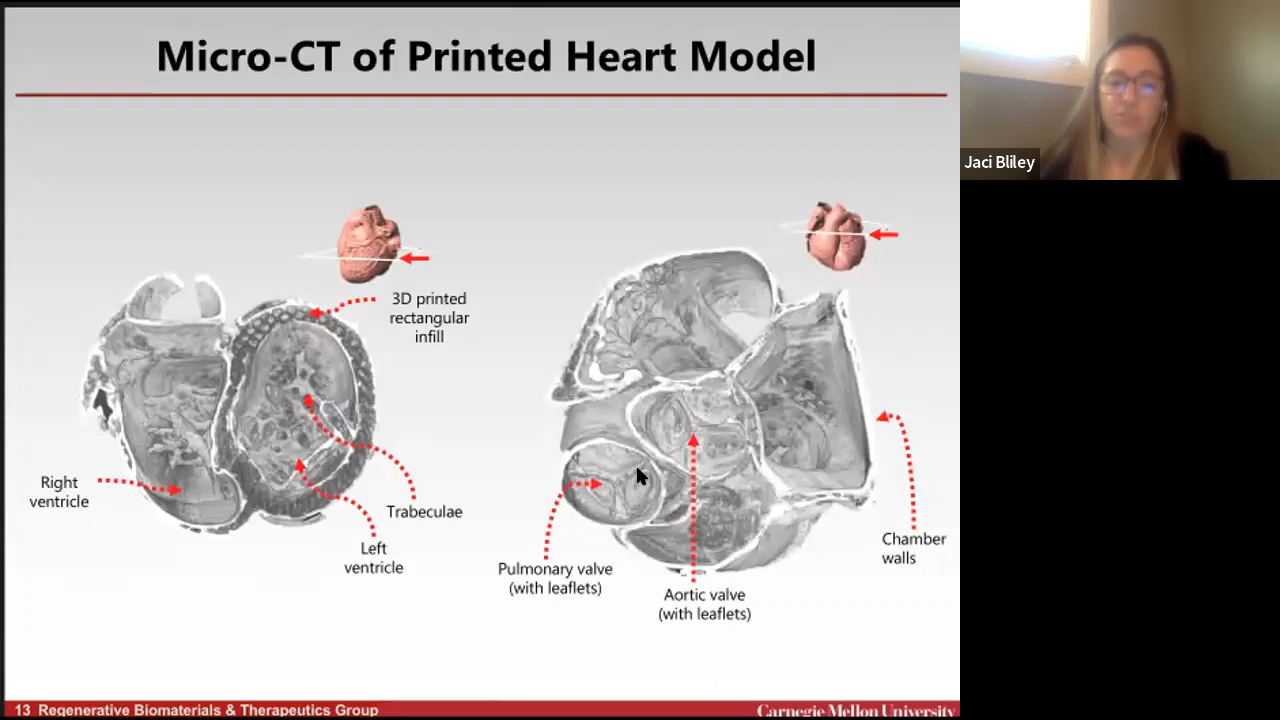 Micro-CT of Printed Heart Model
Jaci Bliley
3D printed
rectangular
infill
Right
ventricle
Trabeculae
Left
ventricle
Pulmonary valve
(with leaflets)
Aortic valve
(with leaflets)
Chamber
walls
13 Regenerative Biomaterials & Therapeutics Group
Carnegie Mellon University